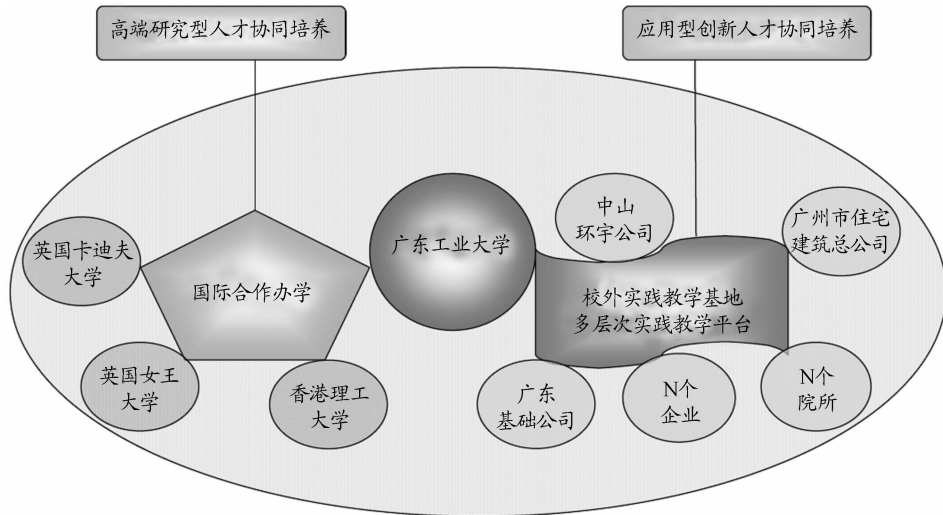 高端研究型人才协同培养
应用型创新人才协同培养
英国卡迪夫
大学
国际合作办学
英国女王
大学
香港理工
大学
广东工业大学
中山
环宇公司
广州市住宅
建筑总公司
校外实践教学基地
多层次实践教学平台
广东
基础公司
N个
企业
N个
院所